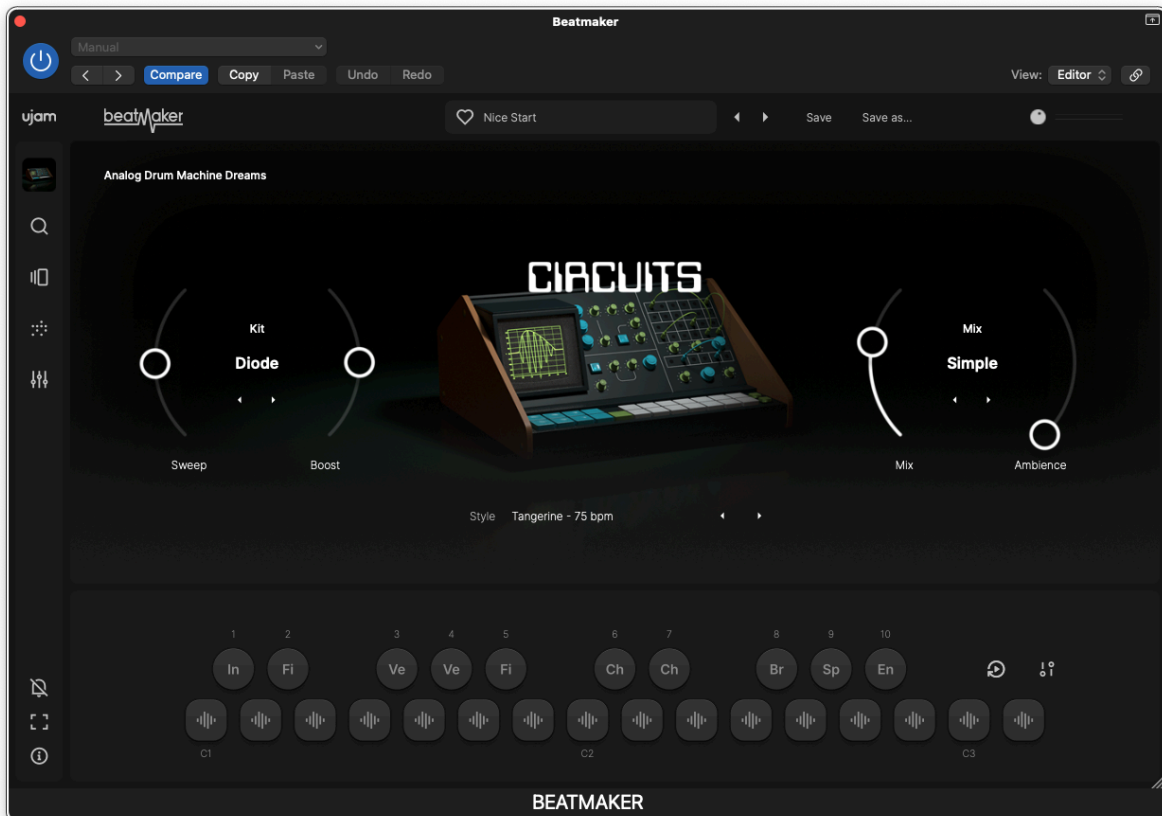 Beatmaker
Manual
Compare Copy Paste Undo Redo View: Editor
ujam beatMaker Nice Start Save Save as...
Analog Drum Machine Dreams
CIRCUITS
Kit Mix
Diode Simple
Sweep Boost Mix Ambience
Style Tangerine - 75 bpm
1 2 3 4 5 6 7 8 9 10
In Fi Ve Ve Fi Ch Ch Br Sp En
C1 C2 C3
BEATMAKER